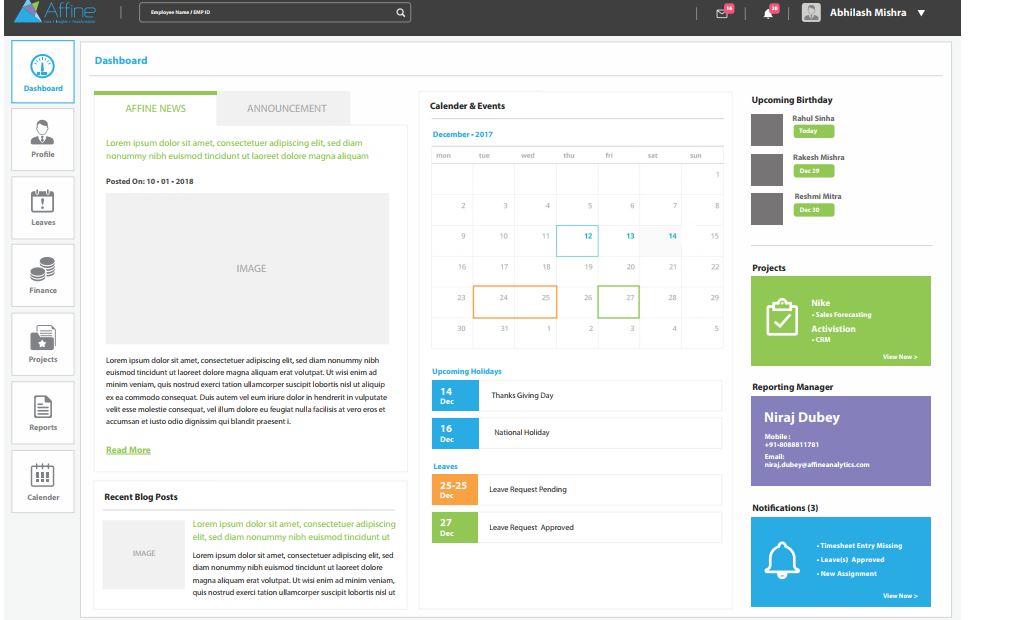 Affine
Employee Name / EMP ID
16
20
Abhilash Mishra
Dashboard
Profile
Leaves
Finance
Projects
Reports
Calender
Dashboard
AFFINE NEWS
ANNOUNCEMENT
Lorem ipsum dolor sit amet, consectetuer adipiscing elit, sed diam
nonummy nibh euismod tincidunt ut laoreet dolore magna aliquam
Posted On: 10 • 01 • 2018
IMAGE
Lorem ipsum dolor sit amet, consectetuer adipiscing elit, sed diam nonummy nibh
euismod tincidunt ut laoreet dolore magna aliquam erat volutpat. Ut wisi enim ad
minim veniam, quis nostrud exerci tation ullamcorper suscipit lobortis nisl ut aliquip
ex ea commodo consequat. Duis autem vel eum iriure dolor in hendrerit in vulputate
velit esse molestie consequat, vel illum dolore eu feugiat nulla facilisis at vero eros et
accumsan et iusto odio dignissim qui blandit praesent i.
Read More
Recent Blog Posts
IMAGE
Lorem ipsum dolor sit amet, consectetuer adipiscing
elit, sed diam nonummy nibh euismod tincidunt ut
Lorem ipsum dolor sit amet, consectetuer adipiscing elit, sed
diam nonummy nibh euismod tincidunt ut laoreet dolore
magna aliquam erat volutpat. Ut wisi enim ad minim veniam,
quis nostrud exerci tation ullamcorper suscipit lobortis nisl ut
Calender & Events
December • 2017
mon tue wed thu fri sat sun
1
2 3 4 5 6 7 8
9 10 11 12 13 14 15
16 17 18 19 20 21 22
23 24 25 26 27 28 29
30 31 1 2 3 4 5
Upcoming Holidays
14 Dec
Thanks Giving Day
16 Dec
National Holiday
Leaves
25-25 Dec
Leave Request Pending
27 Dec
Leave Request Approved
Upcoming Birthday
Rahul Sinha
Today
Rakesh Mishra
Dec 29
Reshmi Mitra
Dec 30
Projects
Nike
• Sales Forecasting
Activistion
• CRM
View Now >
Reporting Manager
Niraj Dubey
Mobile :
+91-8088811781
Email:
niraj.dubey@affineanalytics.com
Notifications (3)
• Timesheet Entry Missing
• Leave(s) Approved
• New Assignment
View Now >